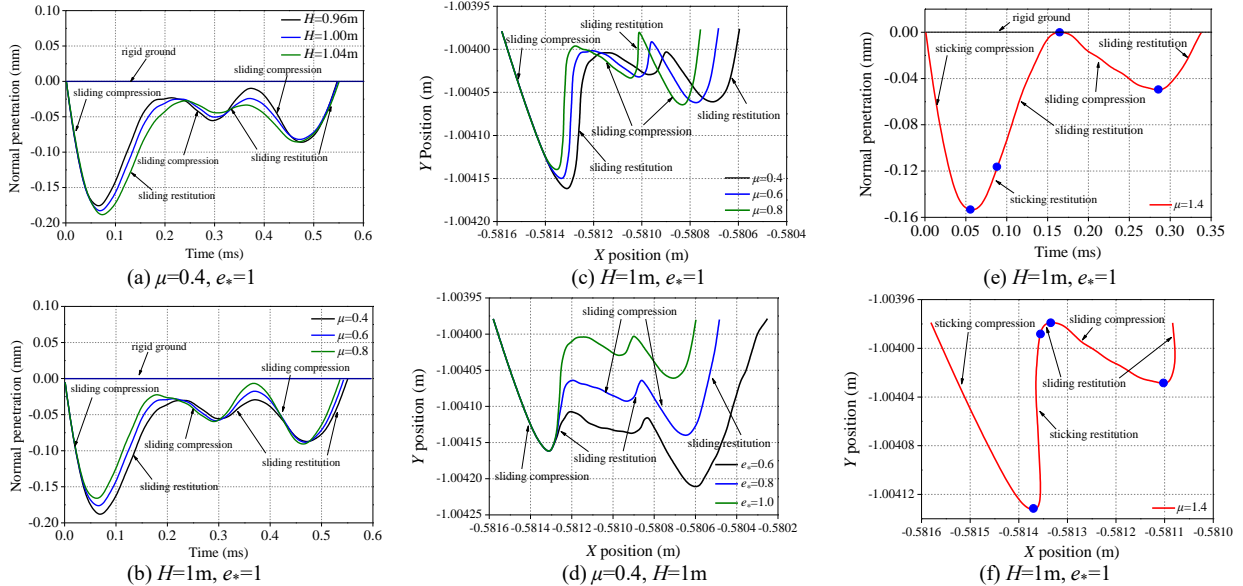 (a) μ=0.4, e*=1
Normal penetration (mm)
0.10
0.05
0.00
-0.05
-0.10
-0.15
-0.20
H=0.96m
H=1.00m
H=1.04m
rigid ground
sliding compression
sliding compression
sliding compression
sliding restitution
sliding restitution
0.0 0.1 0.2 0.3 0.4 0.5 0.6
Time (ms)
(c) H=1m, e*=1
Y Position (m)
-1.00395
-1.00400
-1.00405
-1.00410
-1.00415
-1.00420
sliding restitution
sliding compression
sliding compression
sliding restitution
sliding restitution
μ=0.4
μ=0.6
μ=0.8
-0.5816 -0.5814 -0.5812 -0.5810 -0.5808 -0.5806 -0.5804
X position (m)
(e) H=1m, e*=1
Normal penetration (mm)
0.00
-0.04
-0.08
-0.12
-0.16
rigid ground
sticking compression
sliding restitution
sliding compression
sliding restitution
sticking restitution
μ=1.4
0.00 0.05 0.10 0.15 0.20 0.25 0.30 0.35
Time (ms)
(b) H=1m, e*=1
Normal penetration (mm)
0.10
0.05
0.00
-0.05
-0.10
-0.15
-0.20
μ=0.4
μ=0.6
μ=0.8
rigid ground
sliding compression
sliding compression
sliding compression
sliding restitution
sliding restitution
0.0 0.1 0.2 0.3 0.4 0.5 0.6
Time (ms)
(d) μ=0.4, H=1m
Y position (m)
-1.00395
-1.00400
-1.00405
-1.00410
-1.00415
-1.00420
-1.00425
sliding compression
sliding restitution
sliding restitution
sliding compression
e*=0.6
e*=0.8
e*=1.0
-0.5816 -0.5814 -0.5812 -0.5810 -0.5808 -0.5806 -0.5804 -0.5802
X position (m)
(f) H=1m, e*=1
Y position (m)
-1.00396
-1.00400
-1.00404
-1.00408
-1.00412
sticking compression
sliding compression
sliding restitution
sticking restitution
μ=1.4
-0.5816 -0.5815 -0.5813 -0.5812 -0.5811 -0.5810
X position (m)